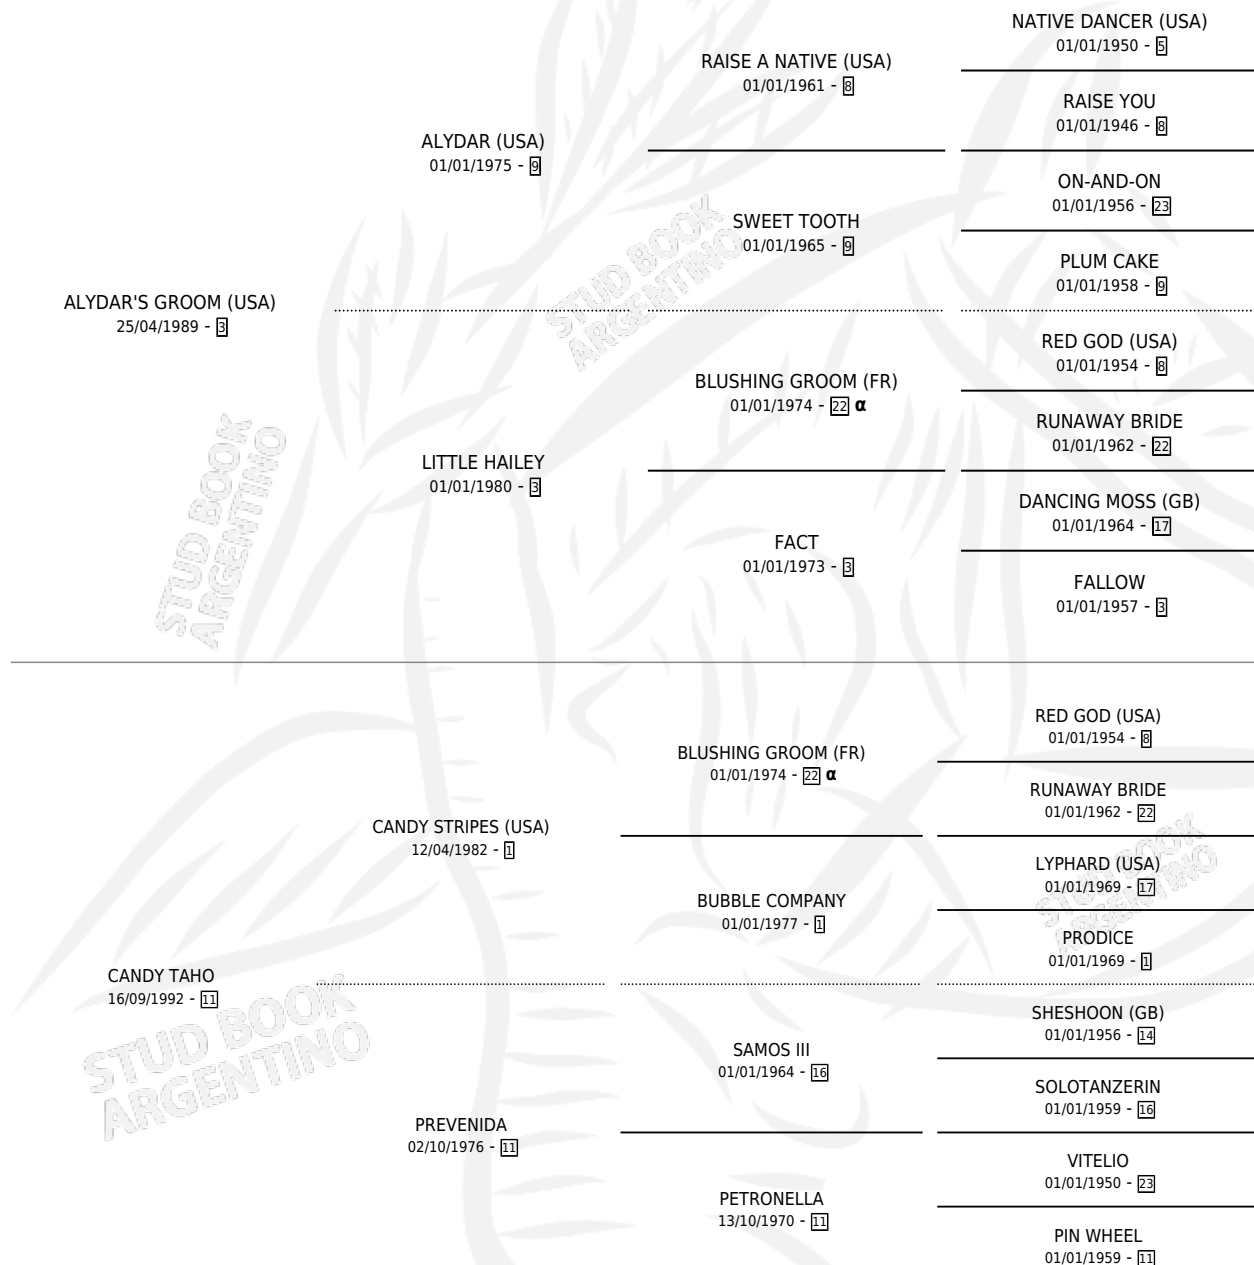 NATIVE DANCER (USA)
01/01/1950 - 5
RAISE A NATIVE (USA)
01/01/1961 - 8
RAISE YOU
01/01/1946 - 8
ALYDAR (USA)
01/01/1975 - 9
ON-AND-ON
01/01/1956 - 23
SWEET TOOTH
01/01/1965 - 9
PLUM CAKE
01/01/1958 - 9
ALYDAR'S GROOM (USA)
25/04/1989 - 3
RED GOD (USA)
01/01/1954 - 8
BLUSHING GROOM (FR)
01/01/1974 - 22 α
RUNAWAY BRIDE
01/01/1962 - 22
LITTLE HAILEY
01/01/1980 - 3
DANCING MOSS (GB)
01/01/1964 - 17
FACT
01/01/1973 - 3
FALLOW
01/01/1957 - 3
RED GOD (USA)
01/01/1954 - 8
BLUSHING GROOM (FR)
01/01/1974 - 22 α
RUNAWAY BRIDE
01/01/1962 - 22
CANDY STRIPES (USA)
12/04/1982 - 1
LYPHARD (USA)
01/01/1969 - 17
BUBBLE COMPANY
01/01/1977 - 1
PRODICE
01/01/1969 - 1
CANDY TAHO
16/09/1992 - 11
SHESHOON (GB)
01/01/1956 - 14
SAMOS III
01/01/1964 - 16
SOLOTANZERIN
01/01/1959 - 16
PREVENIDA
02/10/1976 - 11
VITELIO
01/01/1950 - 23
PETRONELLA
13/10/1970 - 11
PIN WHEEL
01/01/1959 - 11
STUD BOOK
ARGENTINO
STUD BOOK
ARGENTINO
STUD BOOK
ARGENTINO
STUD BOOK
ARGENTINO